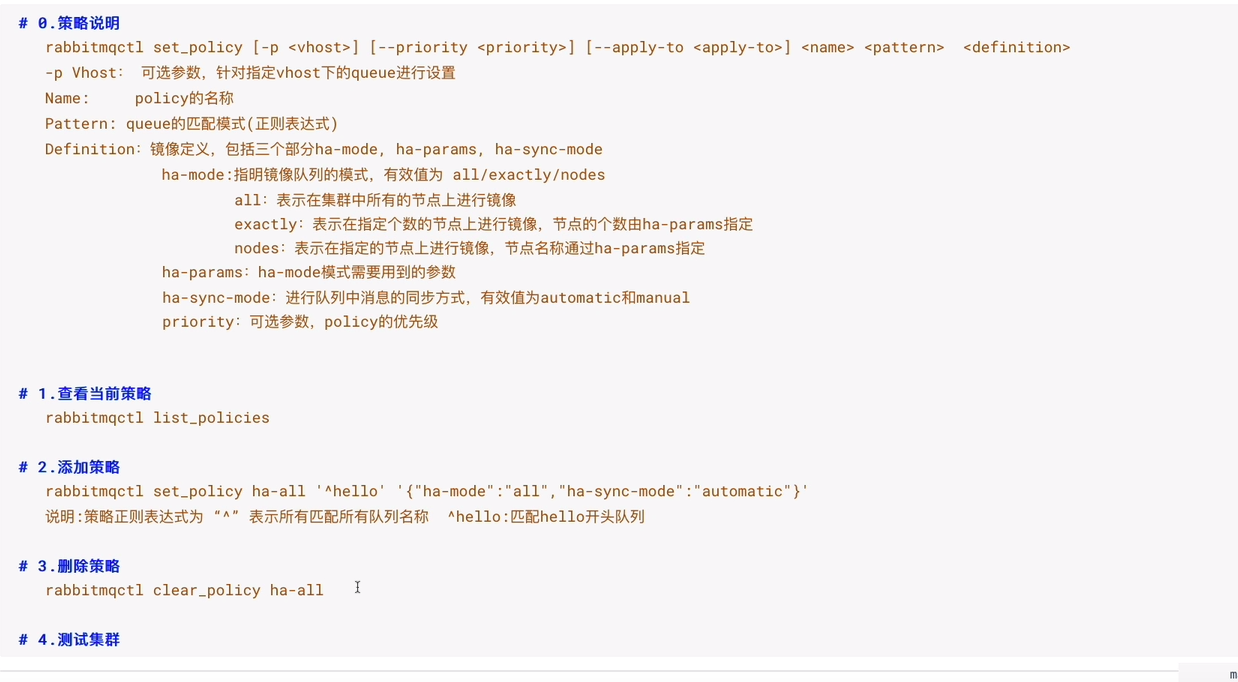 # 0.策略说明
rabbitmqctl set_policy [-p <vhost>] [--priority <priority>] [--apply-to <apply-to>] <name> <pattern>  <definition>
-p Vhost： 可选参数，针对指定vhost下的queue进行设置
Name:     policy的名称
Pattern: queue的匹配模式(正则表达式)
Definition：镜像定义，包括三个部分ha-mode, ha-params, ha-sync-mode
ha-mode:指明镜像队列的模式，有效值为 all/exactly/nodes
all：表示在集群中所有的节点上进行镜像
exactly：表示在指定个数的节点上进行镜像，节点的个数由ha-params指定
nodes：表示在指定的节点上进行镜像，节点名称通过ha-params指定
ha-params：ha-mode模式需要用到的参数
ha-sync-mode：进行队列中消息的同步方式，有效值为automatic和manual
priority：可选参数，policy的优先级
# 1.查看当前策略
rabbitmqctl list_policies
# 2.添加策略
rabbitmqctl set_policy ha-all '^hello' '{"ha-mode":"all","ha-sync-mode":"automatic"}'
说明:策略正则表达式为 “^” 表示所有匹配所有队列名称  ^hello:匹配hello开头队列
# 3.删除策略
rabbitmqctl clear_policy ha-all
# 4.测试集群
m